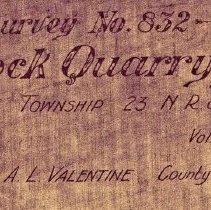 urvey No. 832-
ock Quarry,
TOWNSHIP 23 N R.
Vol.
A. L. VALENTINE County